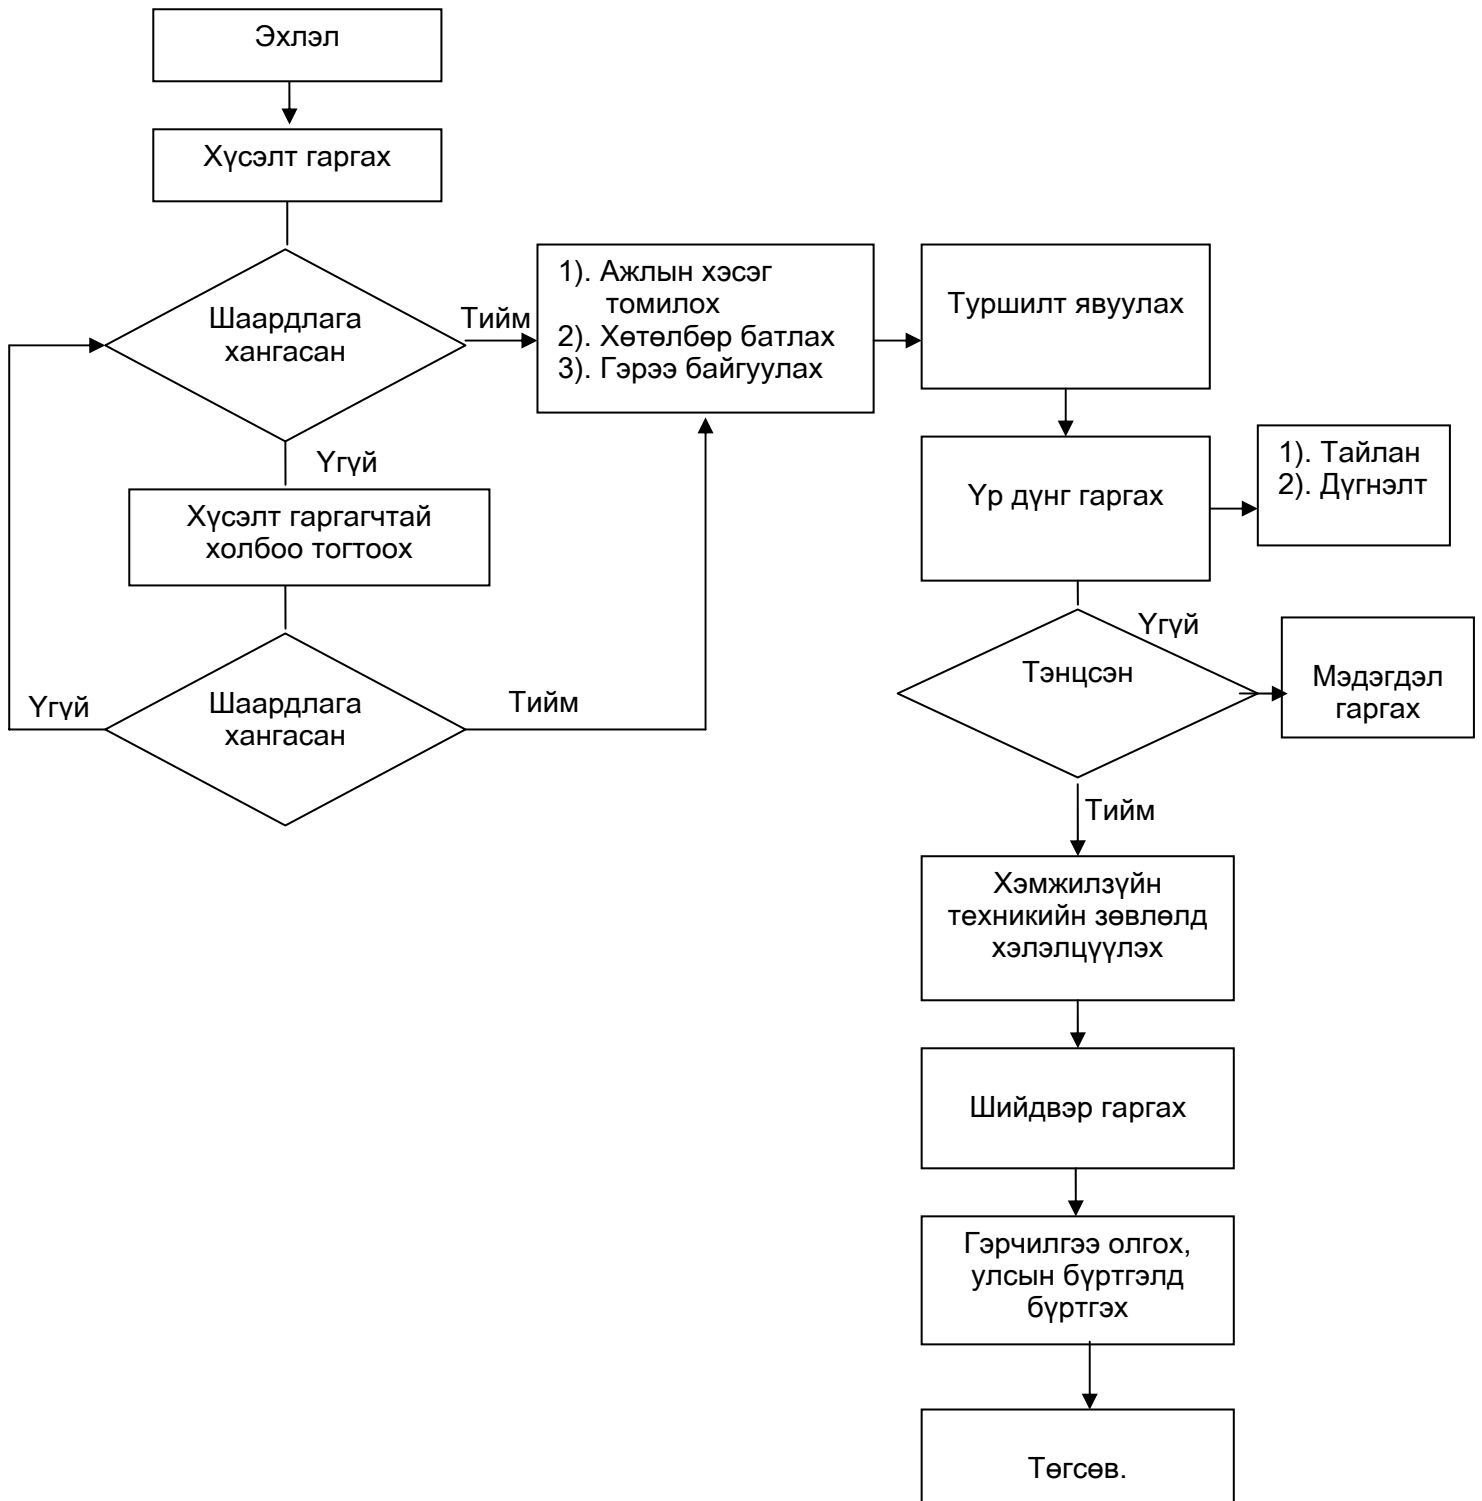 Эхлэл
Хүсэлт гаргах
Шаардлага
хангасан
Тийм
1). Ажлын хэсэг
томилох
2). Хөтөлбөр батлах
3). Гэрээ байгуулах
Туршилт явуулах
Үгүй
Хүсэлт гаргагчтай
холбоо тогтоох
Шаардлага
хангасан
Үгүй
Тийм
Үр дүнг гаргах
1). Тайлан
2). Дүгнэлт
Тэнцсэн
Үгүй
Мэдэгдэл
гаргах
Тийм
Хэмжилзүйн
техникийн зөвлөлд
хэлэлцүүлэх
Шийдвэр гаргах
Гэрчилгээ олгох,
улсын бүртгэлд
бүртгэх
Төгсөв.